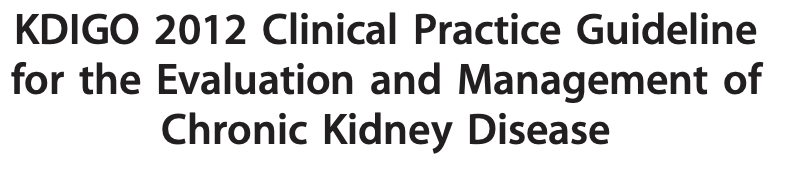 KDIGO 2012 Clinical Practice Guideline
for the Evaluation and Management of
Chronic Kidney Disease